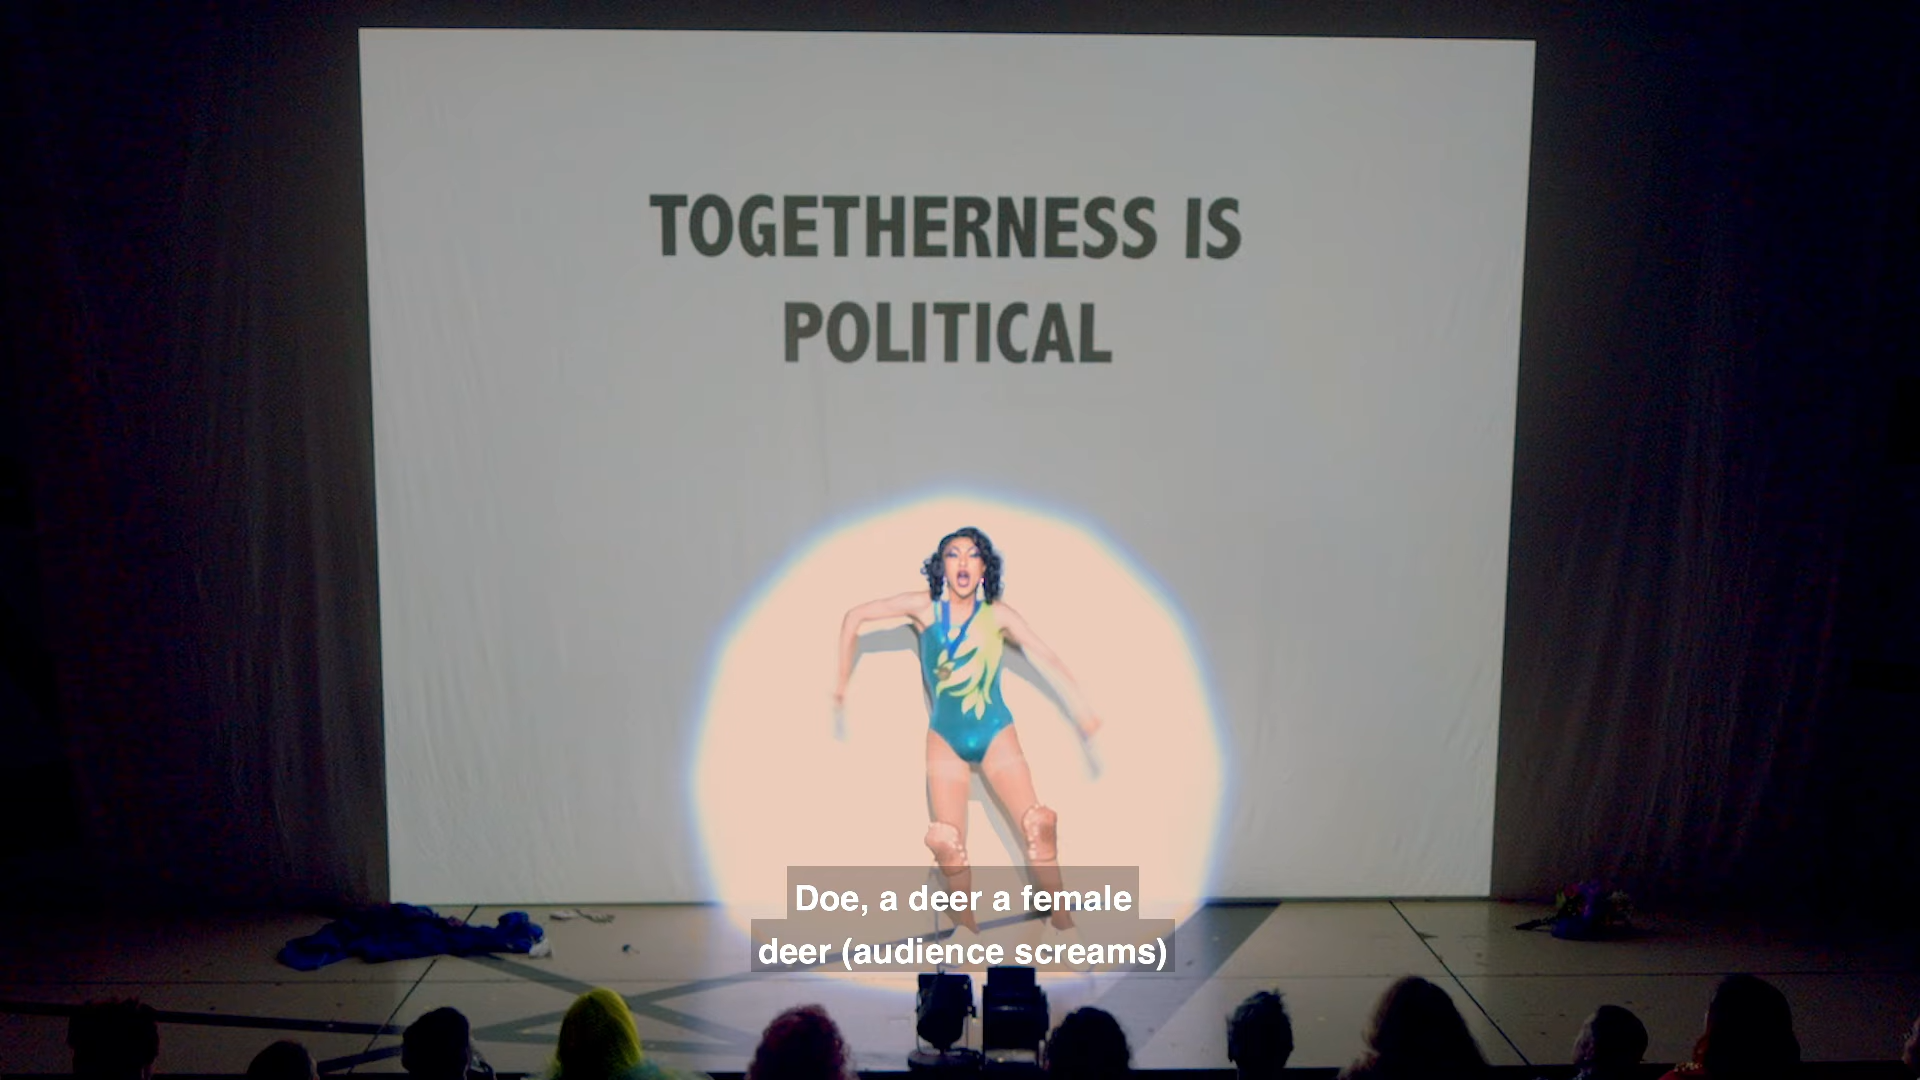 TOGETHERNESS IS
POLITICAL
Doe, a deer a female
deer (audience screams)